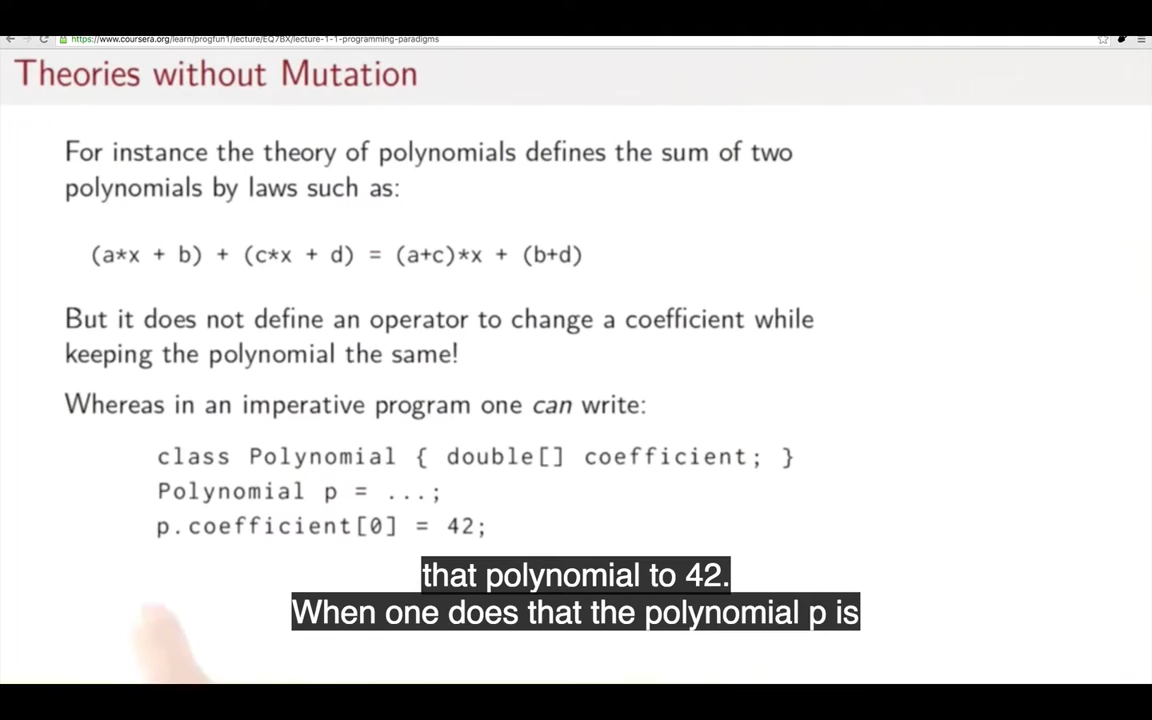 https://www.coursera.org/learn/progfun1/lecture/EQ7BX/lecture-1-1-programming-paradigms
Theories without Mutation
For instance the theory of polynomials defines the sum of two
polynomials by laws such as:
(a*x + b) + (c*x + d) = (a+c)*x + (b+d)
But it does not define an operator to change a coefficient while
keeping the polynomial the same!
Whereas in an imperative program one can write:
class Polynomial { double[] coefficient; }
Polynomial p = ...;
p.coefficient[0] = 42;
that polynomial to 42.
When one does that the polynomial p is